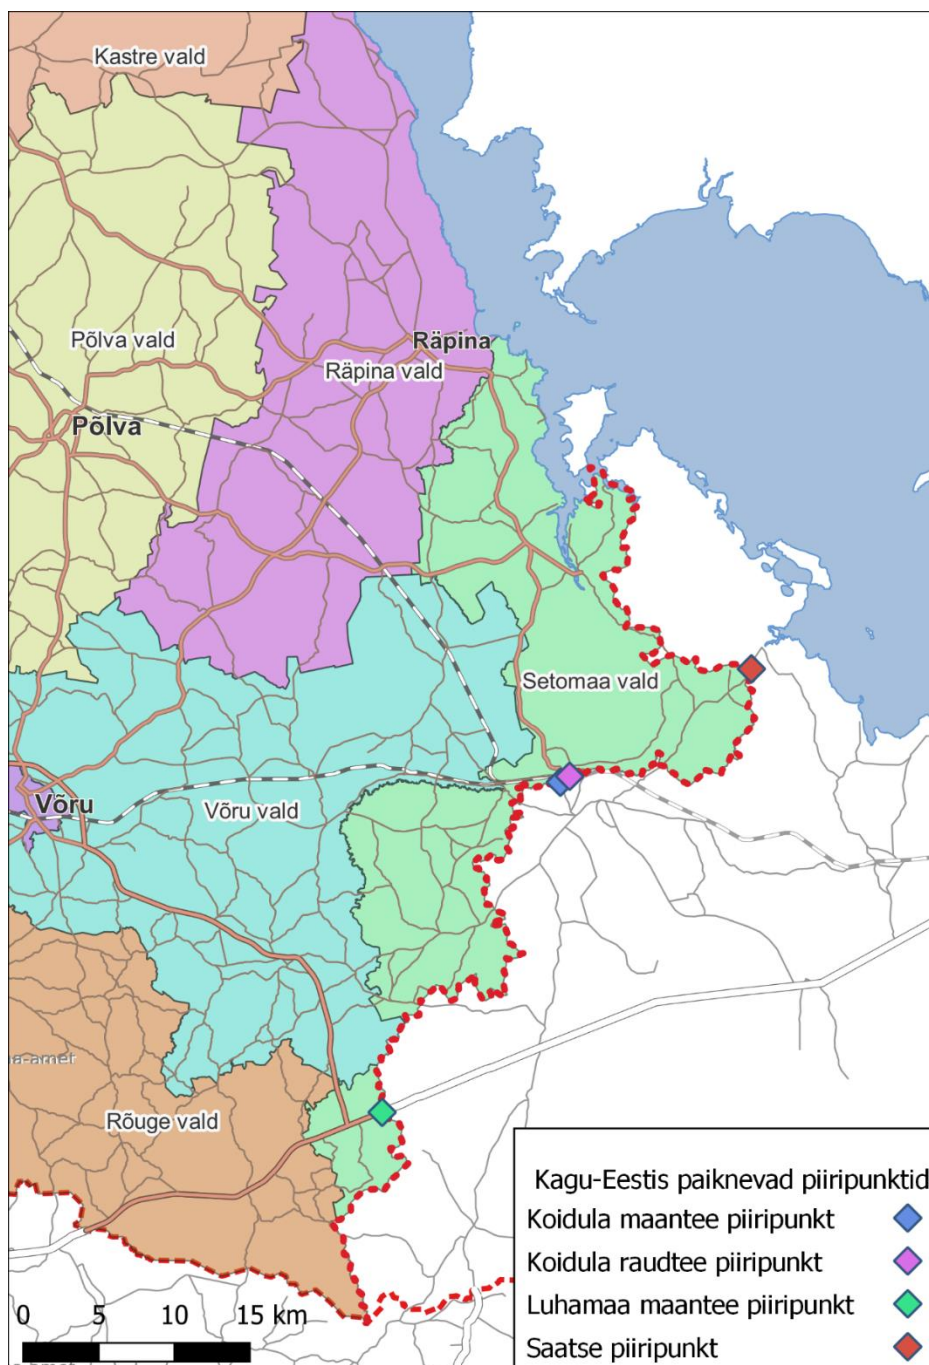 Kastre vald
Põlva vald
Räpina
Räpina vald
Põlva
Setomaa vald
Võru
Võru vald
Rõuge vald
Kagu-Eestis paiknevad piiripunktid
Koidula maantee piiripunkt
Koidula raudtee piiripunkt
Luhamaa maantee piiripunkt
Saatse piiripunkt
0 5 10 15 km